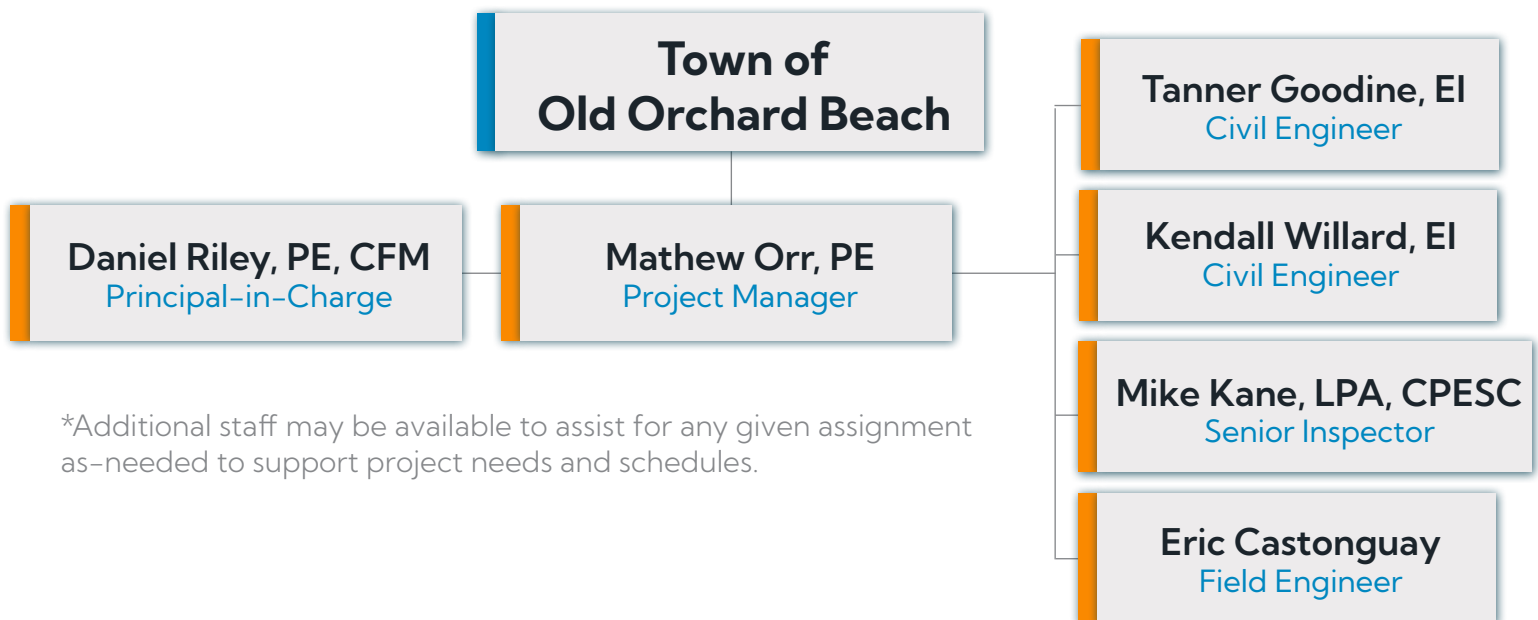 Town of
Old Orchard Beach
Daniel Riley, PE, CFM
Principal-in-Charge
Mathew Orr, PE
Project Manager
Tanner Goodine, EI
Civil Engineer
Kendall Willard, EI
Civil Engineer
Mike Kane, LPA, CPESC
Senior Inspector
Eric Castonguay
Field Engineer
*Additional staff may be available to assist for any given assignment
as-needed to support project needs and schedules.